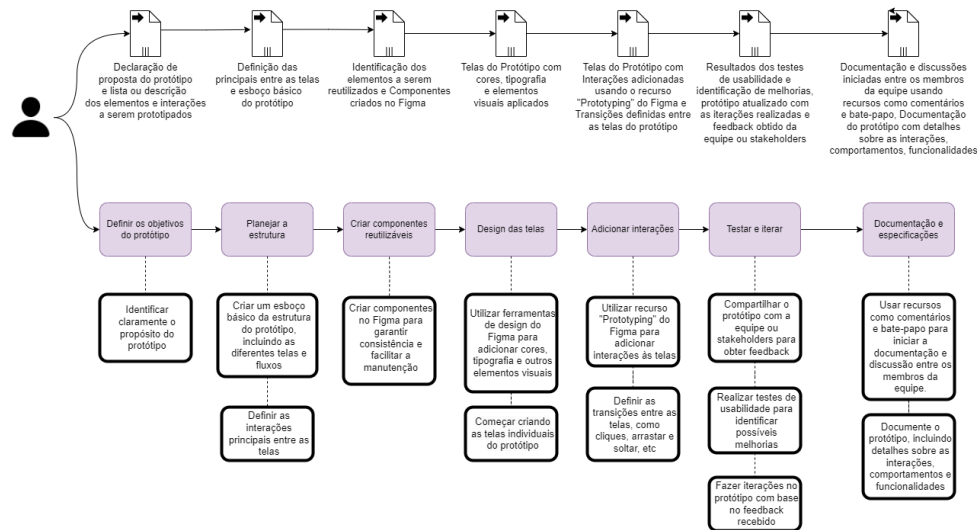 Declaração de
proposta do protótipo
e lista ou descrição
dos elementos e interações
a serem prototipados
Definição das
principais entre as telas
e esboço básico
do protótipo
Identificação dos
elementos a serem
reutilizados e Componentes
criados no Figma
Telas do Protótipo com
cores, tipografia
e elementos
visuais aplicados
Telas do Protótipo com
Interações adicionadas
usando o recurso
"Prototyping" do Figma e
Transições definidas entre
as telas do protótipo
Resultados dos testes
de usabilidade e
identificação de melhorias,
protótipo atualizado com
as iterações realizadas e
feedback obtido da
equipe ou stakeholders
Documentação e discussões
iniciadas entre os membros
da equipe usando
recursos como comentários
e bate-papo, Documentação
do protótipo com detalhes
sobre as interações,
comportamentos, funcionalidades
Definir os objetivos
do protótipo
Planejar a
estrutura
Criar componentes
reutilizáveis
Design das telas
Adicionar interações
Testar e iterar
Documentação e
especificações
Identificar
claramente o
propósito do
protótipo
Criar um esboço
básico da estrutura
do protótipo,
incluindo as
diferentes telas e
fluxos
Definir as
interações
principais entre as
telas
Criar componentes
no Figma para
garantir
consistência e
facilitar a
manutenção
Utilizar ferramentas
de design do
Figma para
adicionar cores,
tipografia e outros
elementos visuais
Começar criando
as telas individuais
do protótipo
Utilizar recurso
"Prototyping" do
Figma para
adicionar
interações às telas
Definir as
transições entre as
telas, como
cliques, arrastar e
soltar, etc
Compartilhar o
protótipo com a
equipe ou
stakeholders para
obter feedback
Realizar testes de
usabilidade para
identificar
possíveis
melhorias
Fazer iterações no
protótipo com base
no feedback
recebido
Usar recursos
como comentários
e bate-papo para
iniciar a
documentação e
discussão entre os
membros da
equipe.
Documente o
protótipo, incluindo
detalhes sobre as
interações,
comportamentos e
funcionalidades